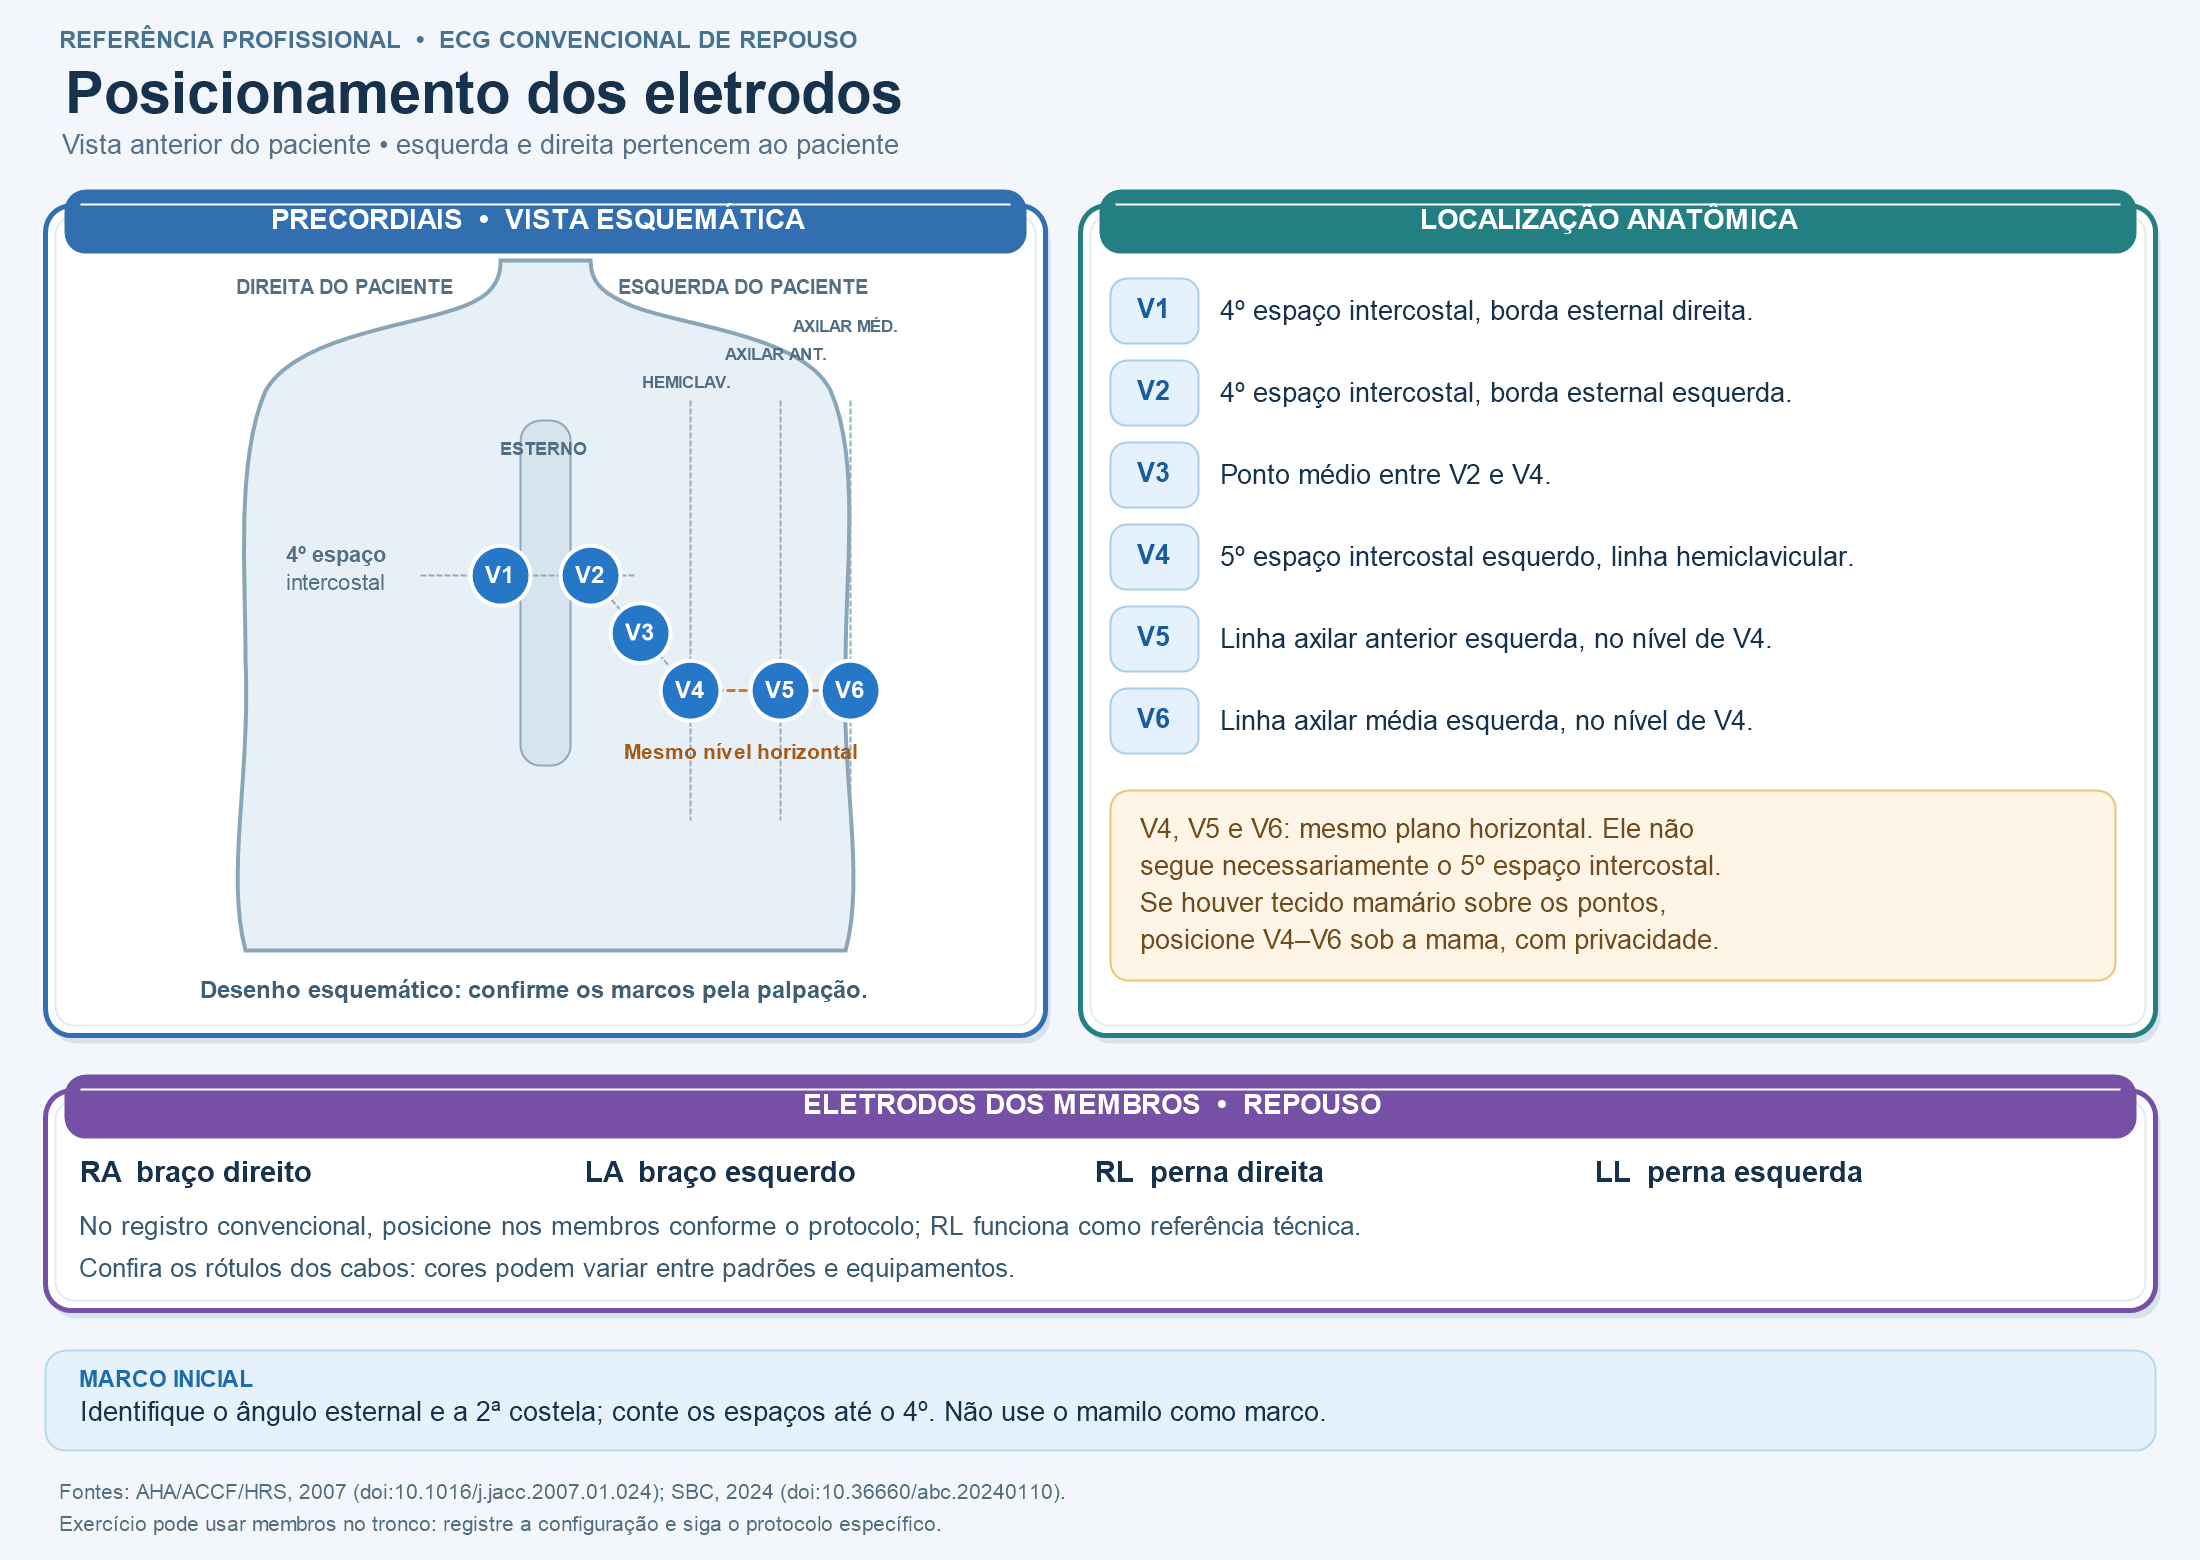 REFERÊNCIA PROFISSIONAL • ECG CONVENCIONAL DE REPOUSO
Posicionamento dos eletrodos
Vista anterior do paciente • esquerda e direita pertencem ao paciente
PRECORDIAIS • VISTA ESQUEMÁTICA
DIREITA DO PACIENTE
ESQUERDA DO PACIENTE
AXILAR MÉD.
AXILAR ANT.
HEMICLAV.
ESTERNO
4º espaço
intercostal
V1
V2
V3
V4
V5
V6
Mesmo nível horizontal
Desenho esquemático: confirme os marcos pela palpação.
LOCALIZAÇÃO ANATÔMICA
V1 4º espaço intercostal, borda esternal direita.
V2 4º espaço intercostal, borda esternal esquerda.
V3 Ponto médio entre V2 e V4.
V4 5º espaço intercostal esquerdo, linha hemiclavicular.
V5 Linha axilar anterior esquerda, no nível de V4.
V6 Linha axilar média esquerda, no nível de V4.
V4, V5 e V6: mesmo plano horizontal. Ele não
segue necessariamente o 5º espaço intercostal.
Se houver tecido mamário sobre os pontos,
posicione V4–V6 sob a mama, com privacidade.
ELETRODOS DOS MEMBROS • REPOUSO
RA braço direito
LA braço esquerdo
RL perna direita
LL perna esquerda
No registro convencional, posicione nos membros conforme o protocolo; RL funciona como referência técnica.
Confira os rótulos dos cabos: cores podem variar entre padrões e equipamentos.
MARCO INICIAL
Identifique o ângulo esternal e a 2ª costela; conte os espaços até o 4º. Não use o mamilo como marco.
Fontes: AHA/ACCF/HRS, 2007 (doi:10.1016/j.jacc.2007.01.024); SBC, 2024 (doi:10.36660/abc.20240110).
Exercício pode usar membros no tronco: registre a configuração e siga o protocolo específico.